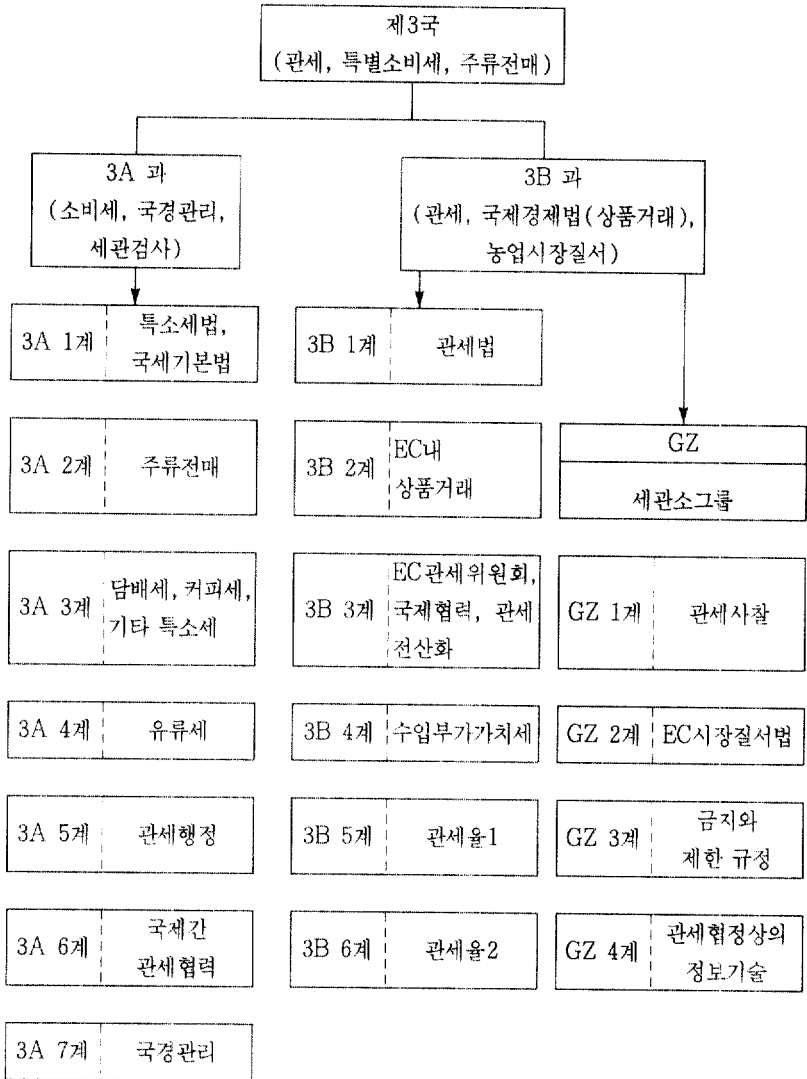 제3국
(관세, 특별소비세, 주류전매)
3A 과
(소비세, 국경관리,
세관검사)
3B 과
(관세, 국제경제법(상품거래),
농업시장질서)
3A 1계
특소세법,
국세기본법
3B 1계
관세법
3A 2계
주류전매
3B 2계
EC내
상품거래
GZ
세관소그룹
3A 3계
담배세, 커피세,
기타 특소세
3B 3계
EC관세위원회,
국제협력, 관세
전산화
GZ 1계
관세사찰
3A 4계
유류세
3B 4계
수입부가가치세
GZ 2계
EC시장질서법
3A 5계
관세행정
3B 5계
관세율1
GZ 3계
금지와
제한 규정
3A 6계
국제간
관세협력
3B 6계
관세율2
GZ 4계
관세협정상의
정보기술
3A 7계
국경관리